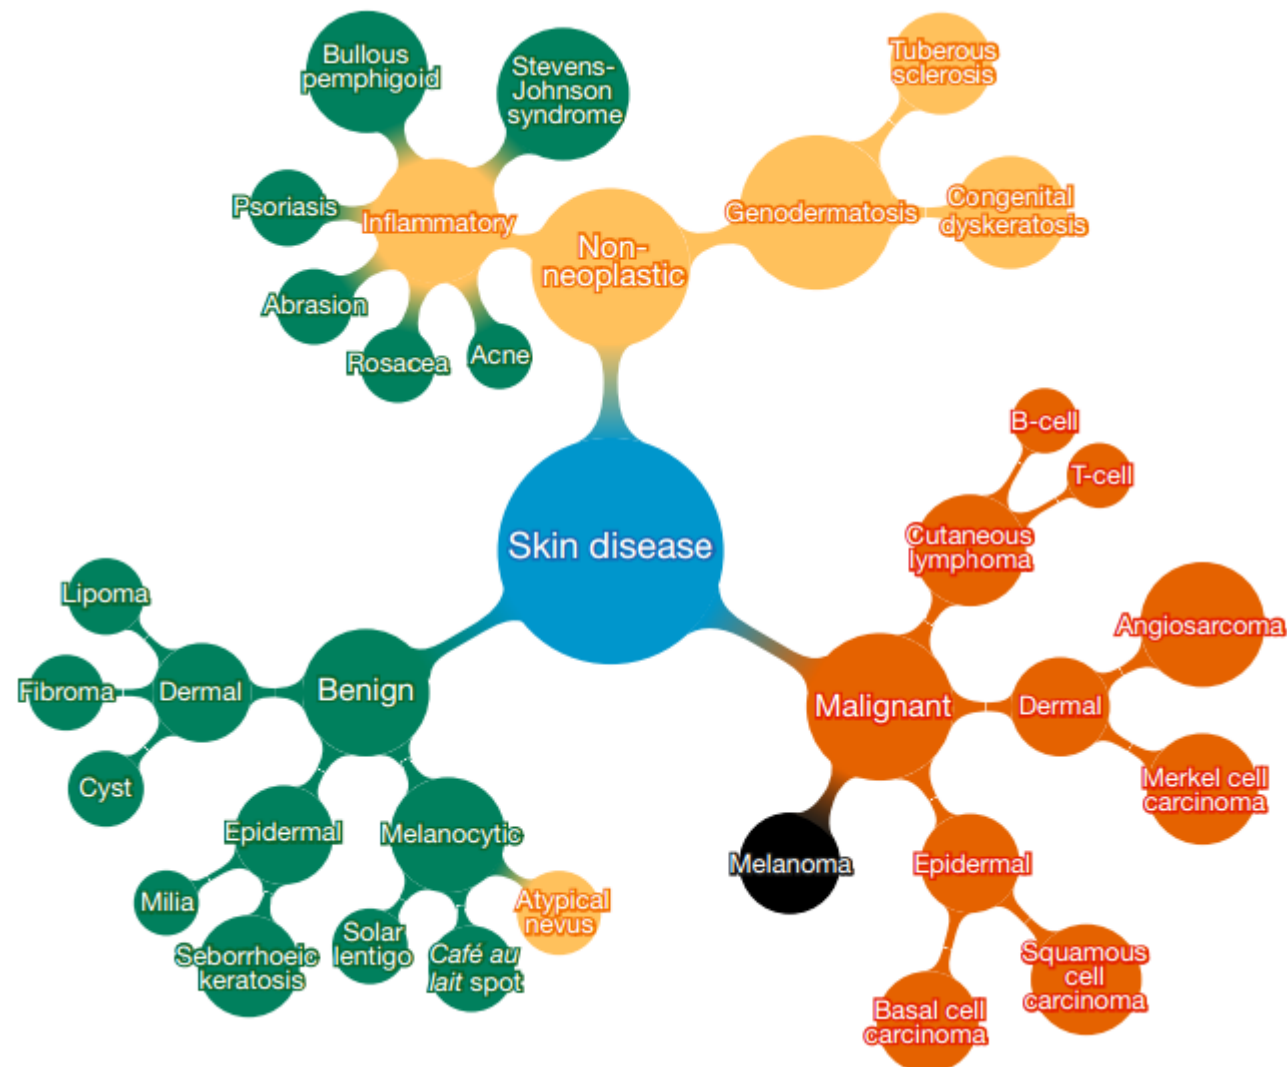 Bullous
pemphigoid
Stevens-
Johnson
syndrome
Psoriasis
Inflammatory
Abrasion
Rosacea
Acne
Non-
neoplastic
Genodermatosis
Tuberous
sclerosis
Congenital
dyskeratosis
Skin disease
Lipoma
Fibroma
Dermal
Cyst
Benign
Epidermal
Milia
Seborrhoeic
keratosis
Melanocytic
Solar
lentigo
Café au
lait spot
Atypical
nevus
B-cell
T-cell
Cutaneous
lymphoma
Malignant
Dermal
Angiosarcoma
Merkel cell
carcinoma
Melanoma
Epidermal
Squamous
cell
carcinoma
Basal cell
carcinoma